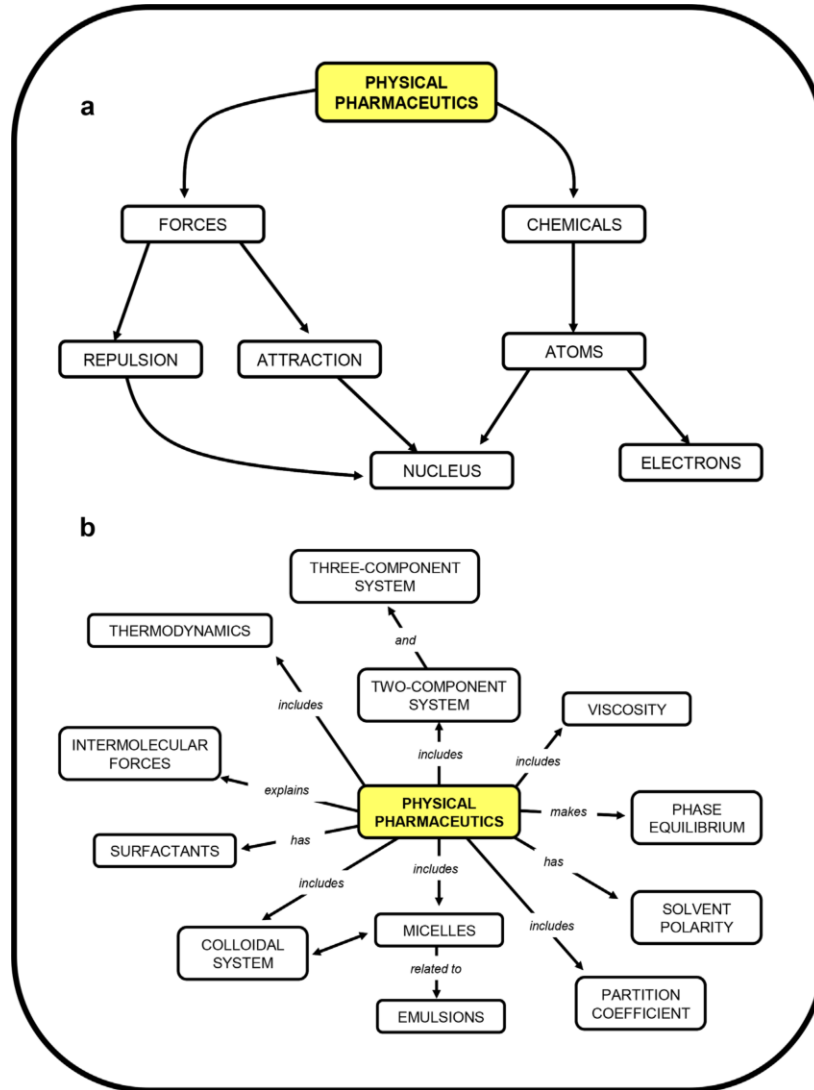 a
PHYSICAL
PHARMACEUTICS
FORCES
CHEMICALS
REPULSION
ATTRACTION
ATOMS
NUCLEUS
ELECTRONS
b
THREE-COMPONENT
SYSTEM
THERMODYNAMICS
and
TWO-COMPONENT
SYSTEM
VISCOSITY
includes
INTERMOLECULAR
FORCES
includes
includes
explains
PHYSICAL
PHARMACEUTICS
makes
PHASE
EQUILIBRIUM
SURFACTANTS
has
has
includes
includes
SOLVENT
POLARITY
COLLOIDAL
SYSTEM
MICELLES
includes
related to
PARTITION
COEFFICIENT
EMULSIONS